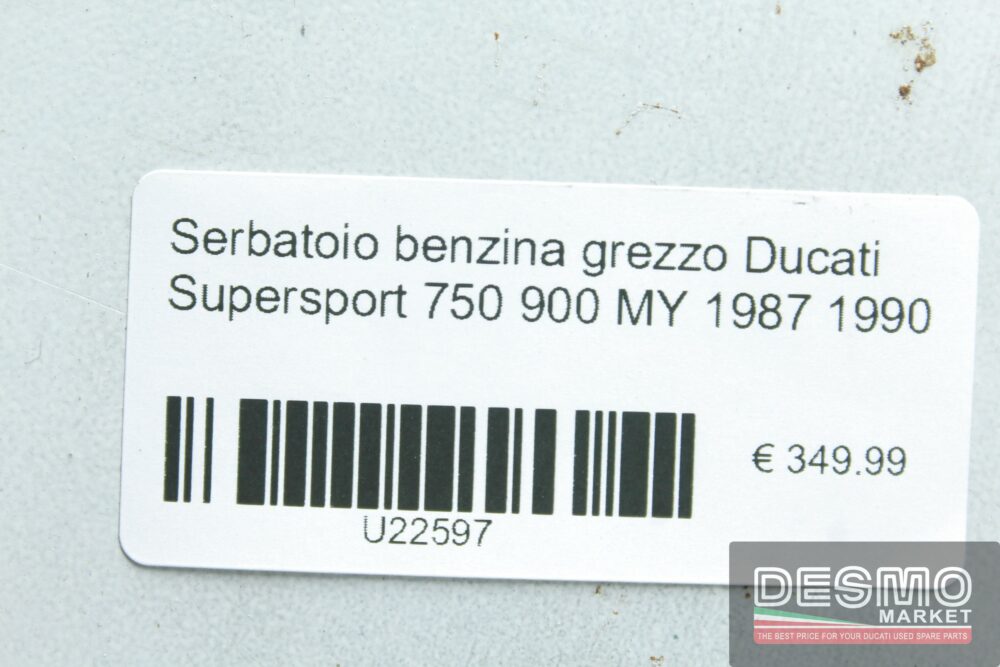 Serbatoio benzina grezzo Ducati
Supersport 750 900 MY 1987 1990
€ 349.99
U22597
DESMO
MARKET
THE BEST PRICE FOR YOUR DUCATI USED SPARE PARTS